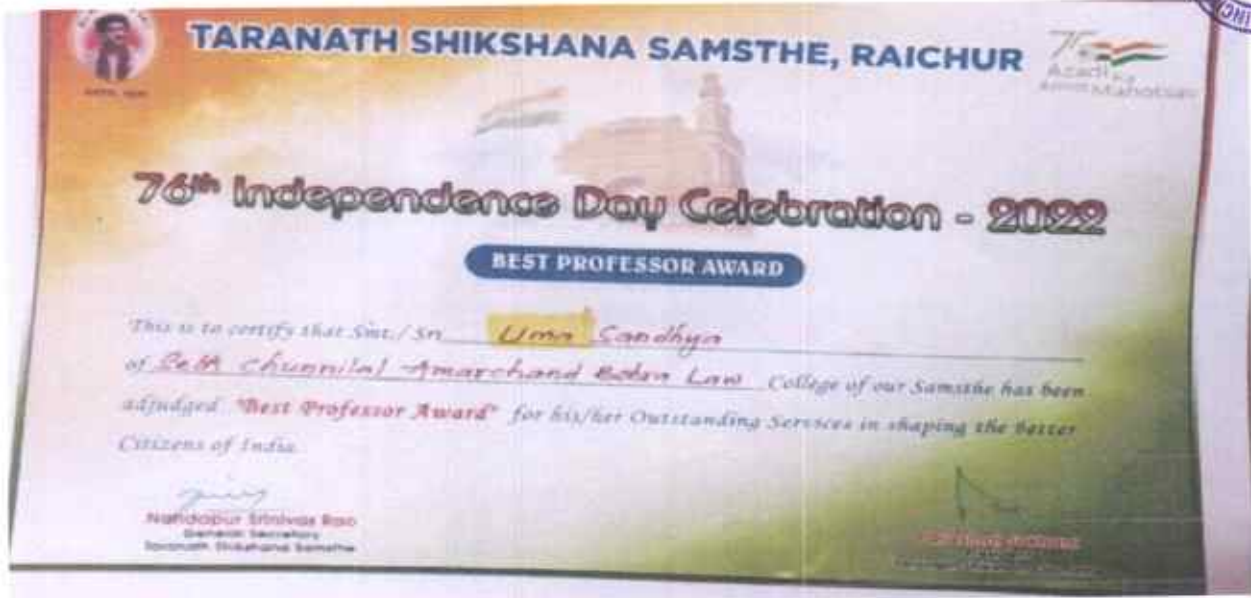 TARANATH SHIKSHANA SAMSTHE, RAICHUR
75
Azadi Ka
Amrit Mahotsav
76th Independence Day Celebration - 2022
BEST PROFESSOR AWARD
This is to certify that Smt./ Sri Uma Sandhya
of Seth Chunnilal Amarchand Bohra Law College of our Samsthe has been
adjudged "Best Professor Award" for his/her Outstanding Services in shaping the better
Citizens of India.
Nandapur Srinivas Rao
General Secretary
Taranath Shikshana Samsthe